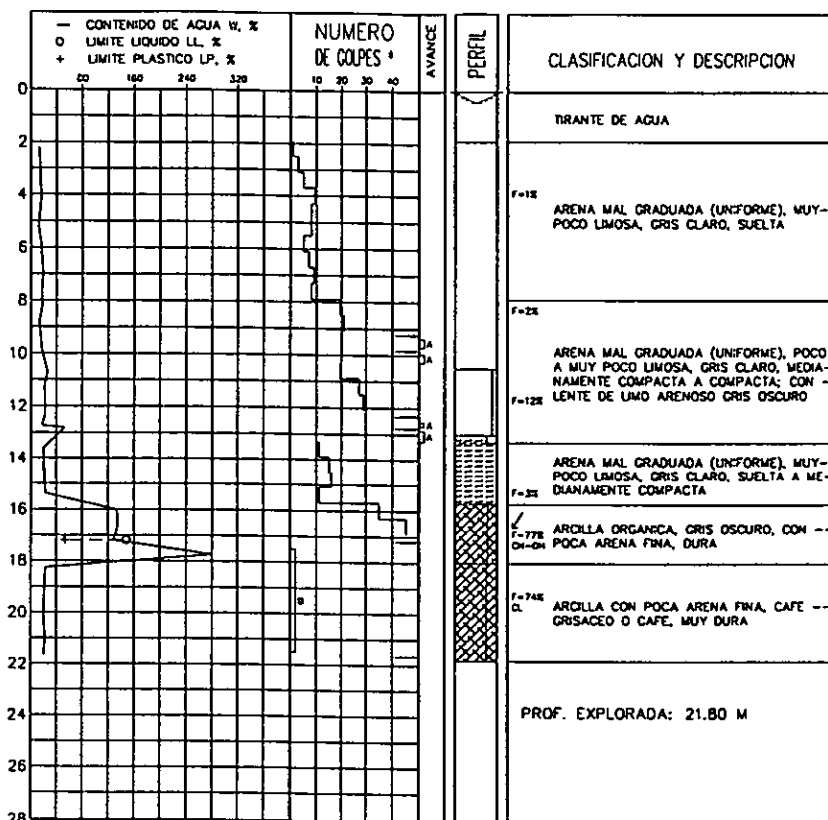 — CONTENIDO DE AGUA W, %
o LIMITE LIQUIDO LL, %
+ LIMITE PLASTICO LP, %
80 160 240 320
NUMERO
DE GOLPES *
10 20 30 40
AVANCE
PERFIL
CLASIFICACION Y DESCRIPCION
0
2
4
6
8
10
12
14
16
18
20
22
24
26
28
A
A
A
A
TIRANTE DE AGUA
F=1%
ARENA MAL GRADUADA (UNIFORME), MUY-
POCO LIMOSA, GRIS CLARO, SUELTA
F=2%
ARENA MAL GRADUADA (UNIFORME), POCO
A MUY POCO LIMOSA, GRIS CLARO, MEDIA-
NAMENTE COMPACTA A COMPACTA; CON -
LENTE DE LIMO ARENOSO GRIS OSCURO
F=12%
ARENA MAL GRADUADA (UNIFORME), MUY-
POCO LIMOSA, GRIS CLARO, SUELTA A ME-
DIANAMENTE COMPACTA
F=3%
F=77%
OH-CH
ARCILLA ORGANICA, GRIS OSCURO, CON --
POCA ARENA FINA, DURA
F=74%
CL
ARCILLA CON POCA ARENA FINA, CAFE --
GRISACEO O CAFE, MUY DURA
PROF. EXPLORADA: 21.80 M